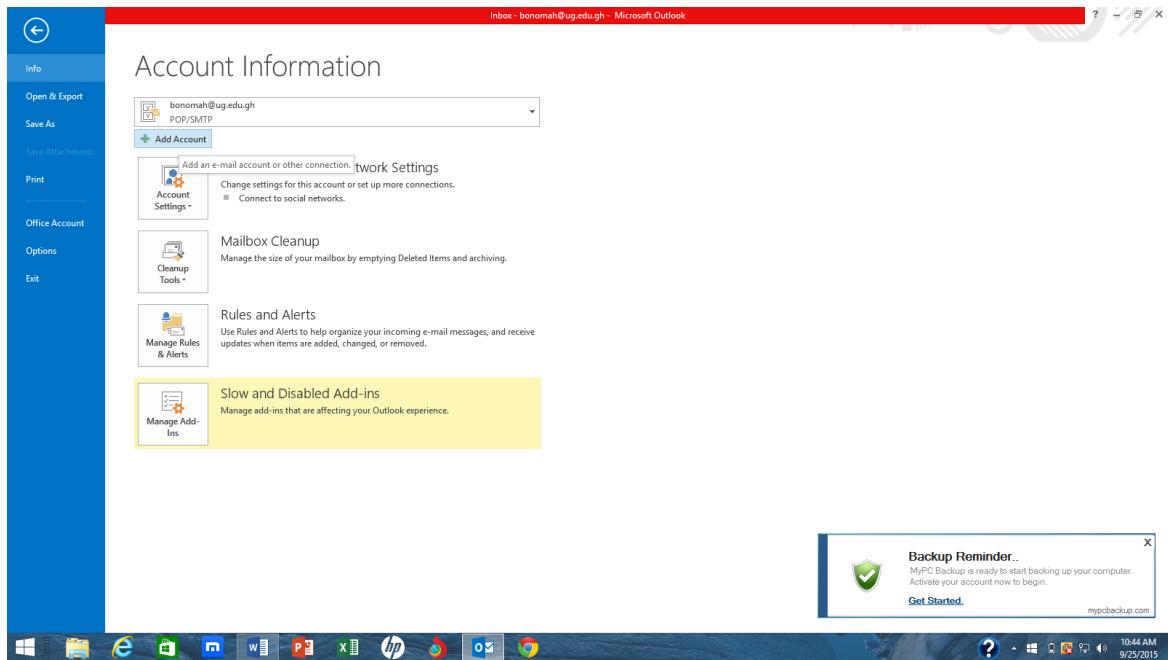 Inbox - bonomah@ug.edu.gh - Microsoft Outlook
?
Info
Open & Export
Save As
Save Attachments
Print
Office Account
Options
Exit
Account Information
bonomah@ug.edu.gh
POP/SMTP
Add Account
Add an e-mail account or other connection.
twork Settings
Account
Settings
Change settings for this account or set up more connections.
Connect to social networks.
Cleanup
Tools
Mailbox Cleanup
Manage the size of your mailbox by emptying Deleted Items and archiving.
Manage Rules
& Alerts
Rules and Alerts
Use Rules and Alerts to help organize your incoming e-mail messages, and receive
updates when items are added, changed, or removed.
Manage Add-
Ins
Slow and Disabled Add-ins
Manage add-ins that are affecting your Outlook experience.
X
Backup Reminder..
MyPC Backup is ready to start backing up your computer.
Activate your account now to begin.
Get Started.
mypcbackup.com
10:44 AM
9/25/2015